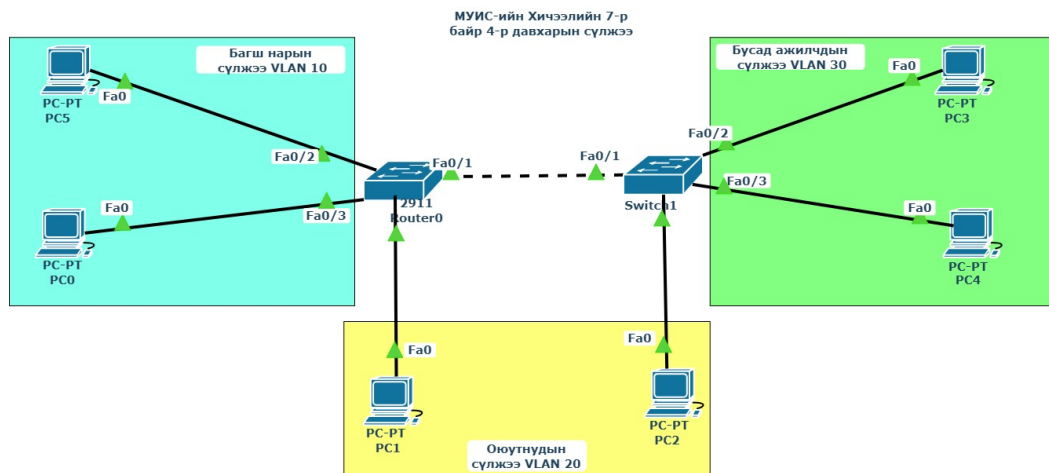 МУИС-ийн Хичээлийн 7-р
байр 4-р давхарын сүлжээ
Багш нарын
сүлжээ VLAN 10
Fa0
PC-PT
PC5
Fa0/2
Fa0
Fa0/3
PC-PT
PC0
Fa0/1
2911
Router0
Fa0/1
Switch1
Бусад ажилчдын
сүлжээ VLAN 30
Fa0
PC-PT
PC3
Fa0/2
Fa0/3
Fa0
PC-PT
PC4
Fa0
PC-PT
PC1
Fa0
PC-PT
PC2
Оюутнудын
сүлжээ VLAN 20